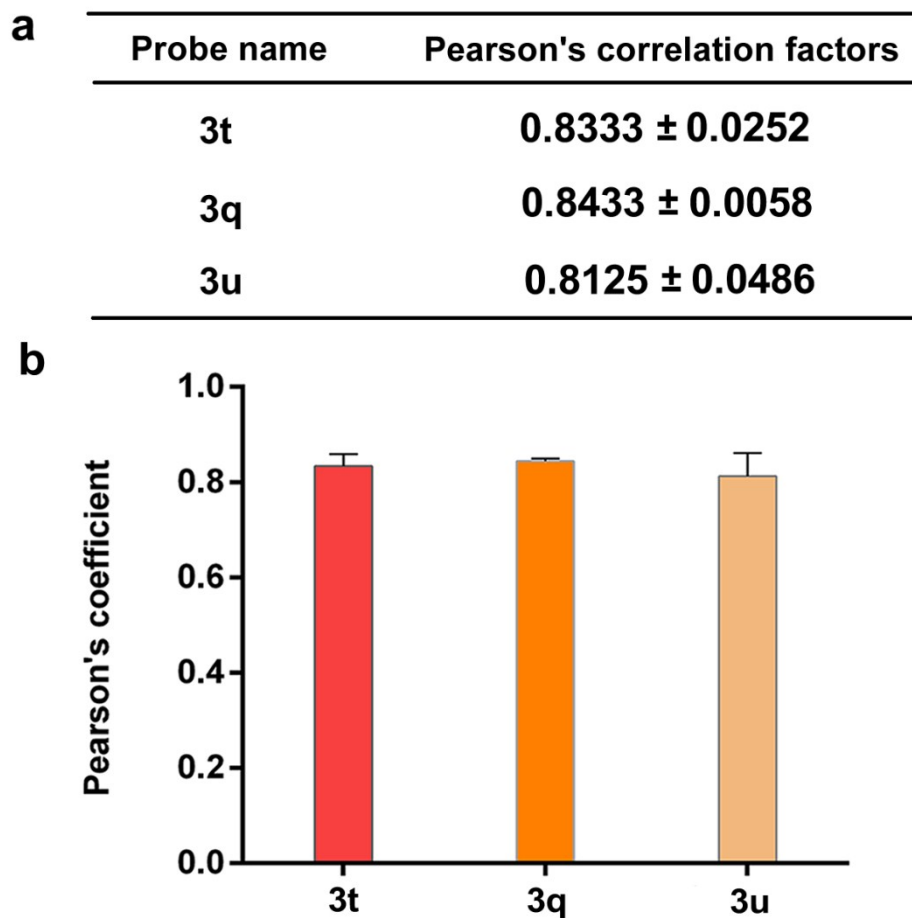 a
Probe name Pearson's correlation factors
3t 0.8333 ± 0.0252
3q 0.8433 ± 0.0058
3u 0.8125 ± 0.0486
b
Pearson's coefficient
1.0
0.8
0.6
0.4
0.2
0.0
3t 3q 3u